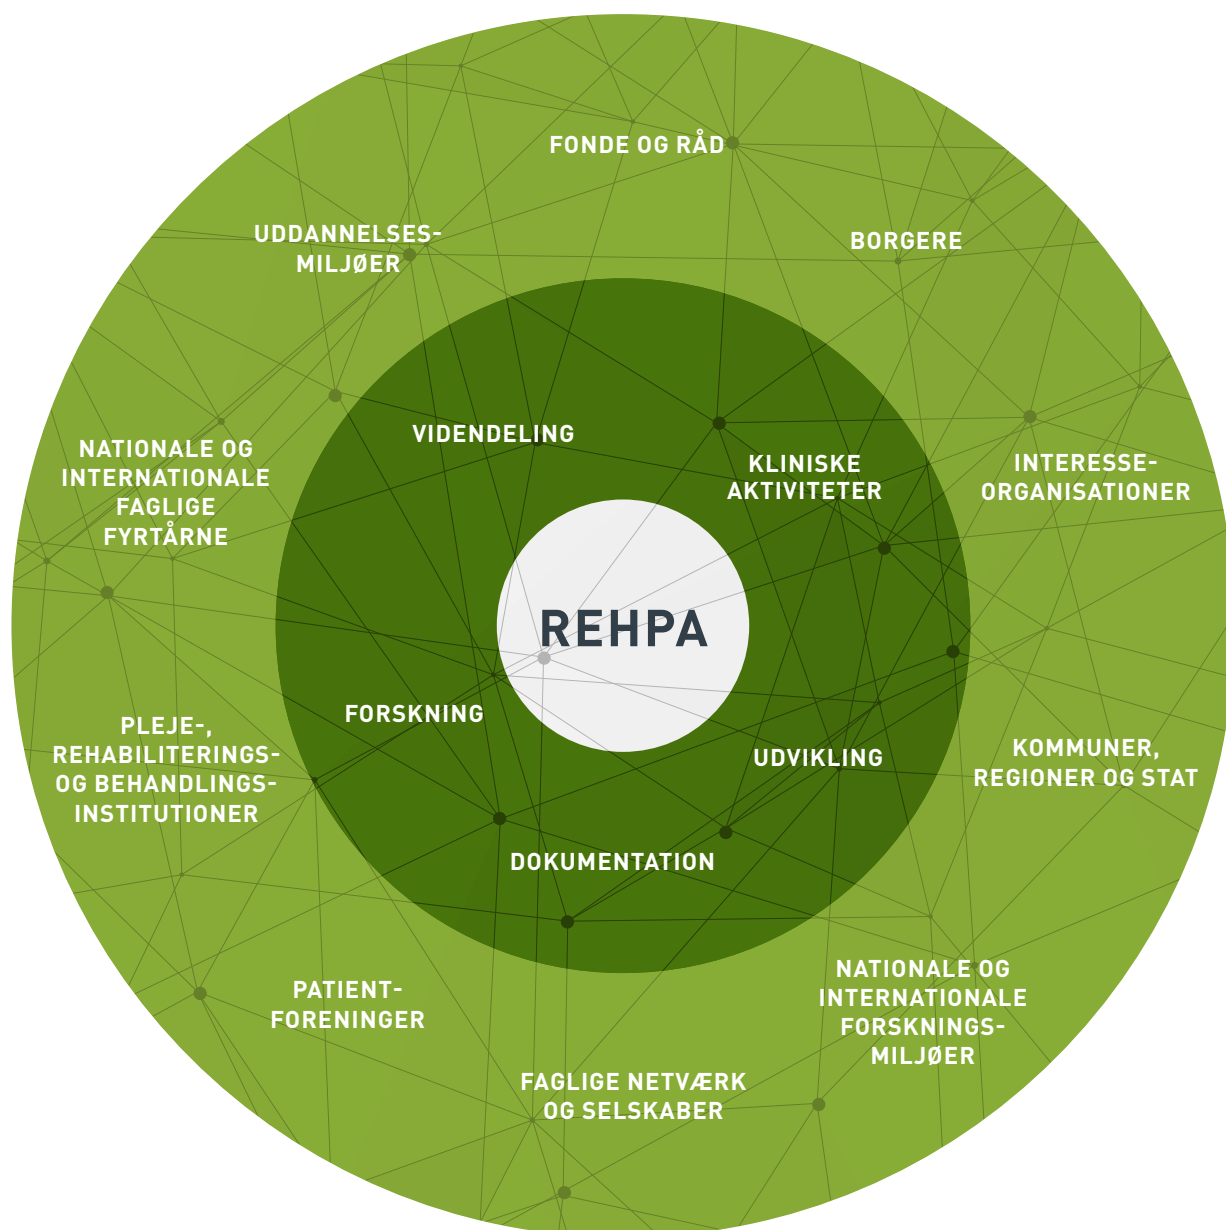 FONDE OG RÅD
UDDANNELSES-
MILJØER
BORGERE
VIDENDELING
NATIONALE OG
INTERNATIONALE
FAGLIGE
FYRTÅRNE
KLINISKE
AKTIVITETER
INTERESSE-
ORGANISATIONER
REHPA
FORSKNING
PLEJE-,
REHABILITERINGS-
OG BEHANDLINGS-
INSTITUTIONER
UDVIKLING
KOMMUNER,
REGIONER OG STAT
DOKUMENTATION
PATIENT-
FORENINGER
NATIONALE OG
INTERNATIONALE
FORSKNINGS-
MILJØER
FAGLIGE NETVÆRK
OG SELSKABER